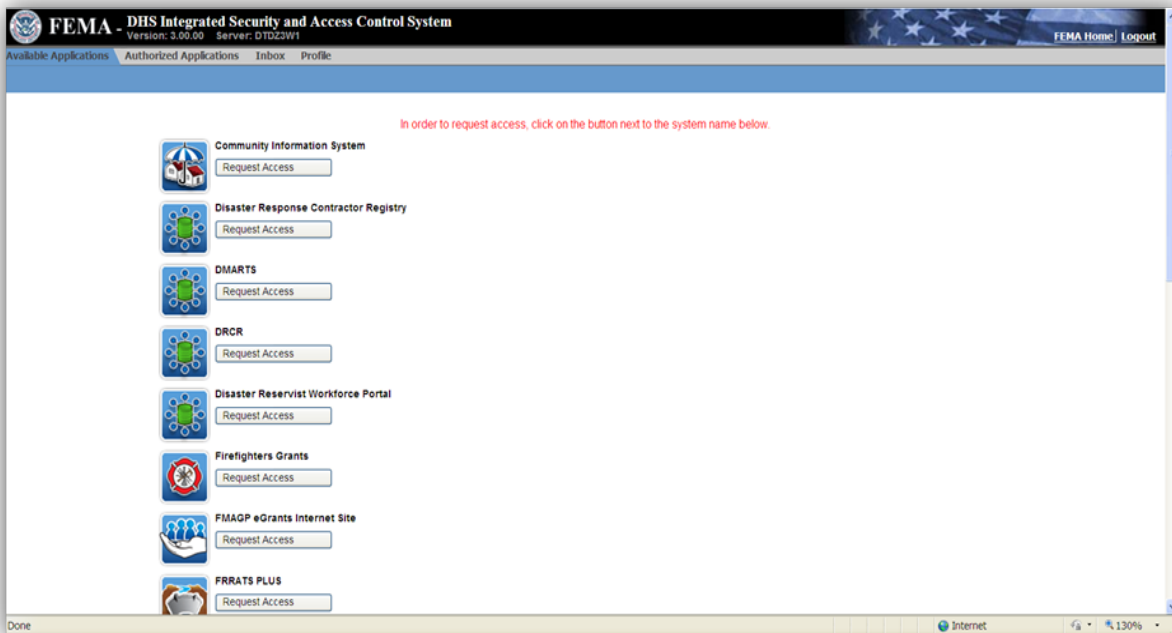 FEMA - DHS Integrated Security and Access Control System
Version: 3.00.00 Server: DTDZ3W1
FEMA Home | Logout
Available Applications Authorized Applications Inbox Profile
In order to request access, click on the button next to the system name below.
Community Information System
Request Access
Disaster Response Contractor Registry
Request Access
DMARTS
Request Access
DRCR
Request Access
Disaster Reservist Workforce Portal
Request Access
Firefighters Grants
Request Access
FMAGP eGrants Internet Site
Request Access
FRRATS PLUS
Request Access
Done Internet 130%